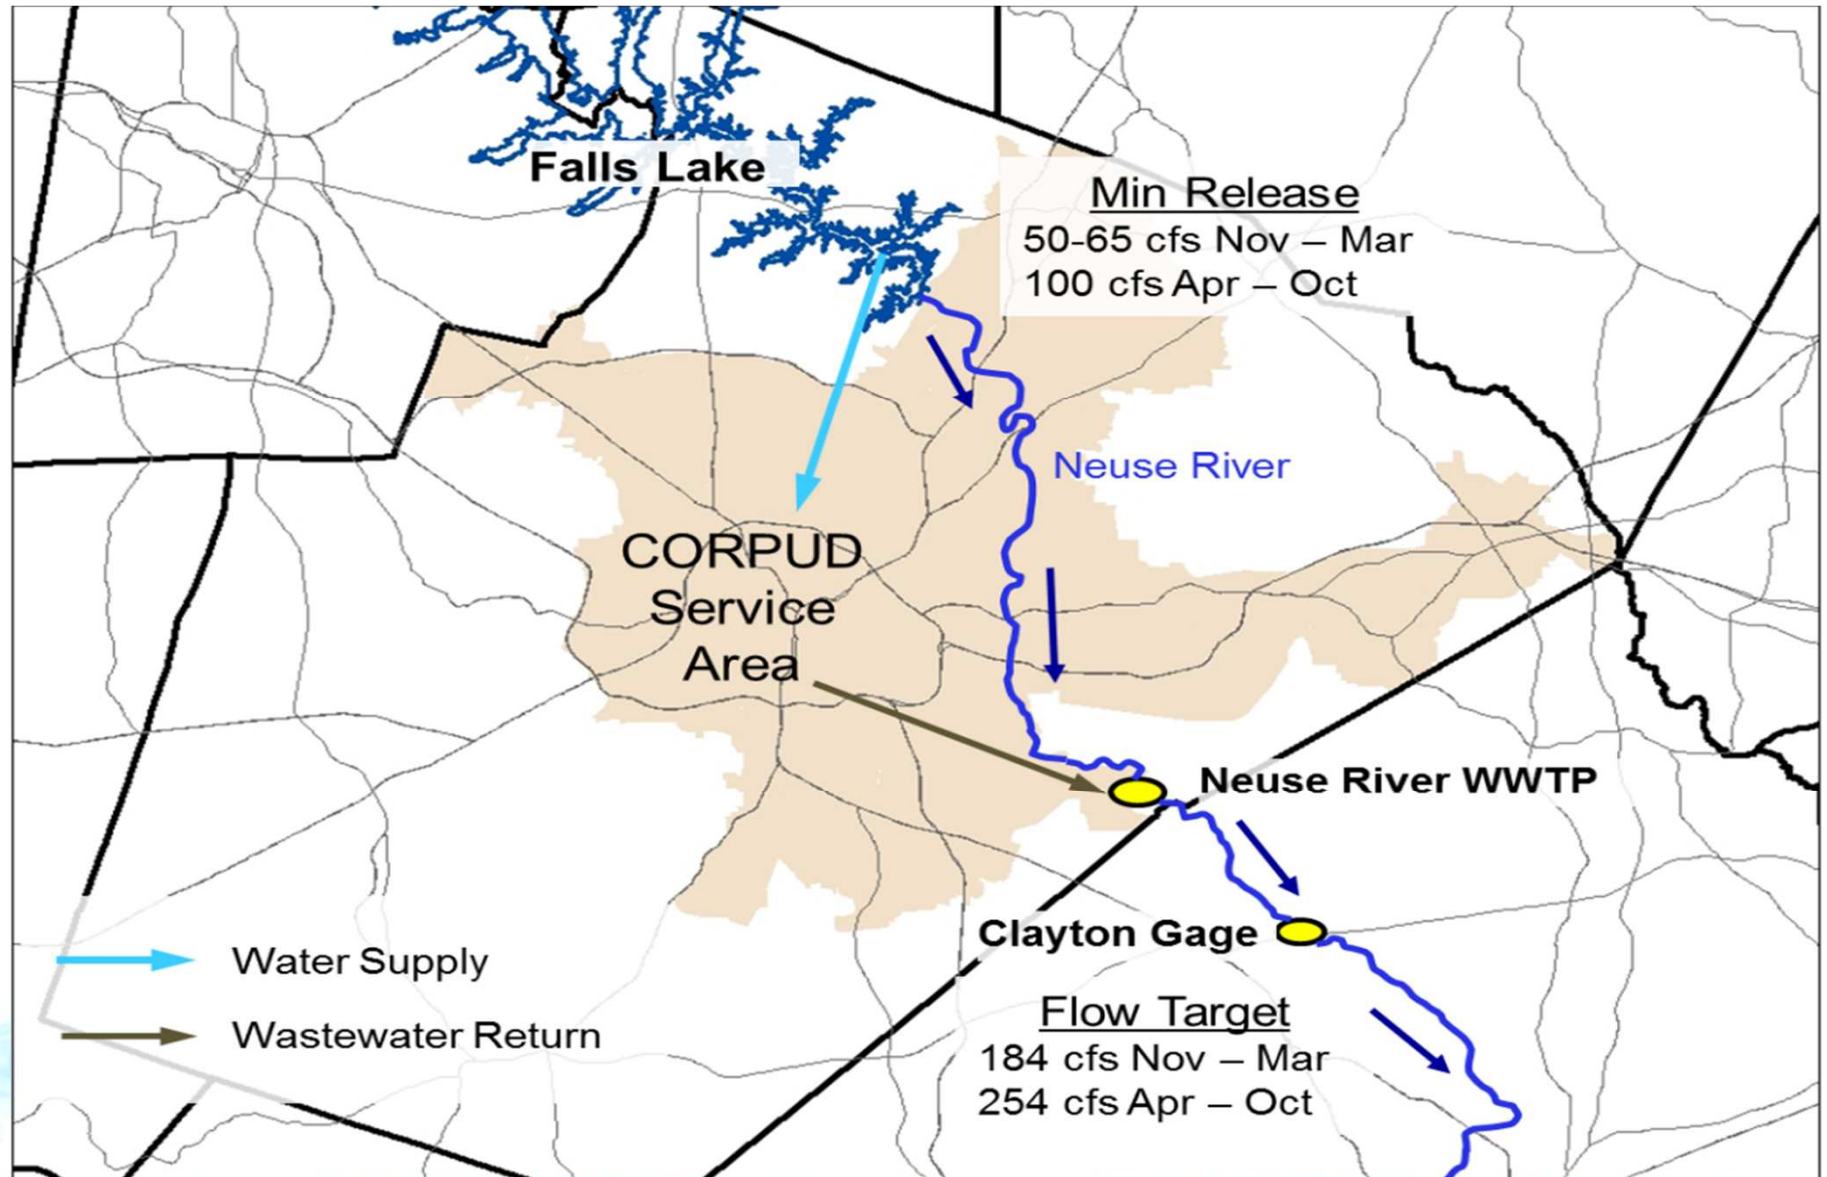 Falls Lake
Min Release
50-65 cfs Nov – Mar
100 cfs Apr – Oct
Neuse River
CORPUD
Service
Area
Neuse River WWTP
Clayton Gage
Flow Target
184 cfs Nov – Mar
254 cfs Apr – Oct
Water Supply
Wastewater Return